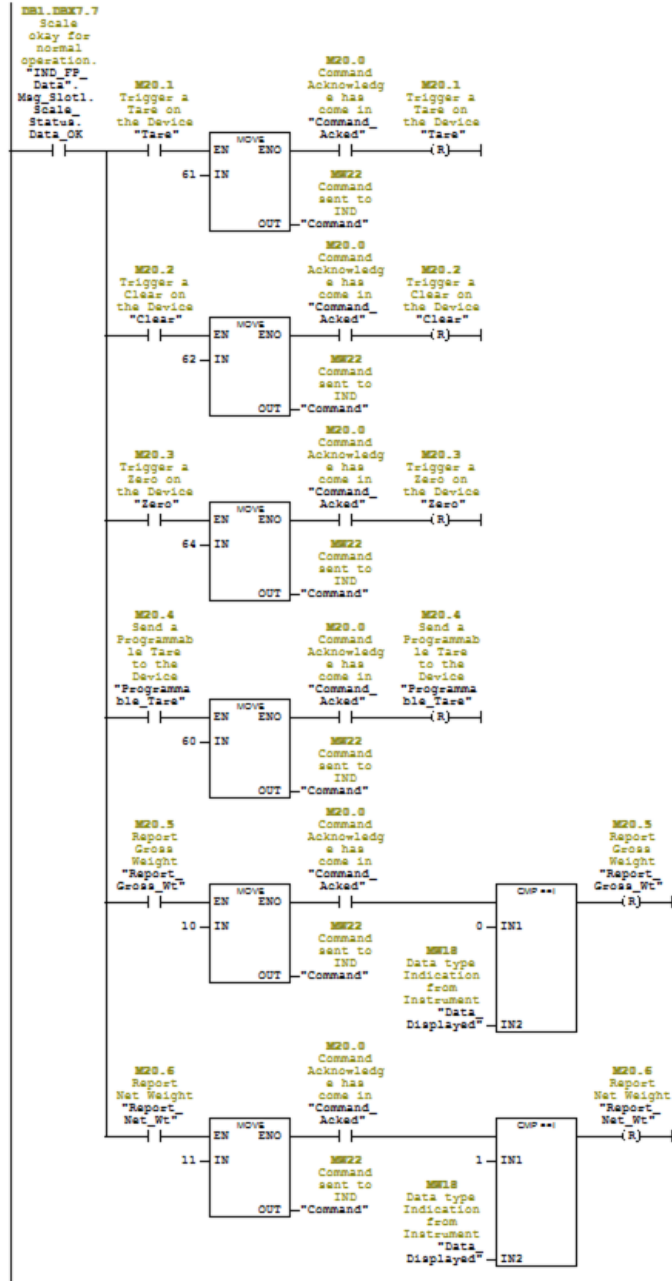 DB1.DBX7.7
Scale
okay for
normal
operation.
"IND_FP_
Data".
Msg_Slot1.
Scale_
Status.
Data_OK
M20.1
Trigger a
Tare on
the Device
"Tare"
MOVE
EN ENO
61 IN
OUT
M20.0
Command
Acknowledg
e has
come in
"Command_
Acked"
M20.1
Trigger a
Tare on
the Device
"Tare"
(R)
MW22
Command
sent to
IND
"Command"
M20.2
Trigger a
Clear on
the Device
"Clear"
MOVE
EN ENO
62 IN
OUT
M20.0
Command
Acknowledg
e has
come in
"Command_
Acked"
M20.2
Trigger a
Clear on
the Device
"Clear"
(R)
MW22
Command
sent to
IND
"Command"
M20.3
Trigger a
Zero on
the Device
"Zero"
MOVE
EN ENO
64 IN
OUT
M20.0
Command
Acknowledg
e has
come in
"Command_
Acked"
M20.3
Trigger a
Zero on
the Device
"Zero"
(R)
MW22
Command
sent to
IND
"Command"
M20.4
Send a
Programmab
le Tare
to the
Device
"Programma
ble_Tare"
MOVE
EN ENO
60 IN
OUT
M20.0
Command
Acknowledg
e has
come in
"Command_
Acked"
M20.4
Send a
Programmab
le Tare
to the
Device
"Programma
ble_Tare"
(R)
MW22
Command
sent to
IND
"Command"
M20.5
Report
Gross
Weight
"Report_
Gross_Wt"
MOVE
EN ENO
10 IN
OUT
M20.0
Command
Acknowledg
e has
come in
"Command_
Acked"
MW22
Command
sent to
IND
"Command"
CMP ==I
0 IN1
MW18
Data type
Indication
from
Instrument
"Data_
Displayed" IN2
M20.5
Report
Gross
Weight
"Report_
Gross_Wt"
(R)
M20.6
Report
Net Weight
"Report_
Net_Wt"
MOVE
EN ENO
11 IN
OUT
M20.0
Command
Acknowledg
e has
come in
"Command_
Acked"
MW22
Command
sent to
IND
"Command"
CMP ==I
1 IN1
MW18
Data type
Indication
from
Instrument
"Data_
Displayed" IN2
M20.6
Report
Net Weight
"Report_
Net_Wt"
(R)